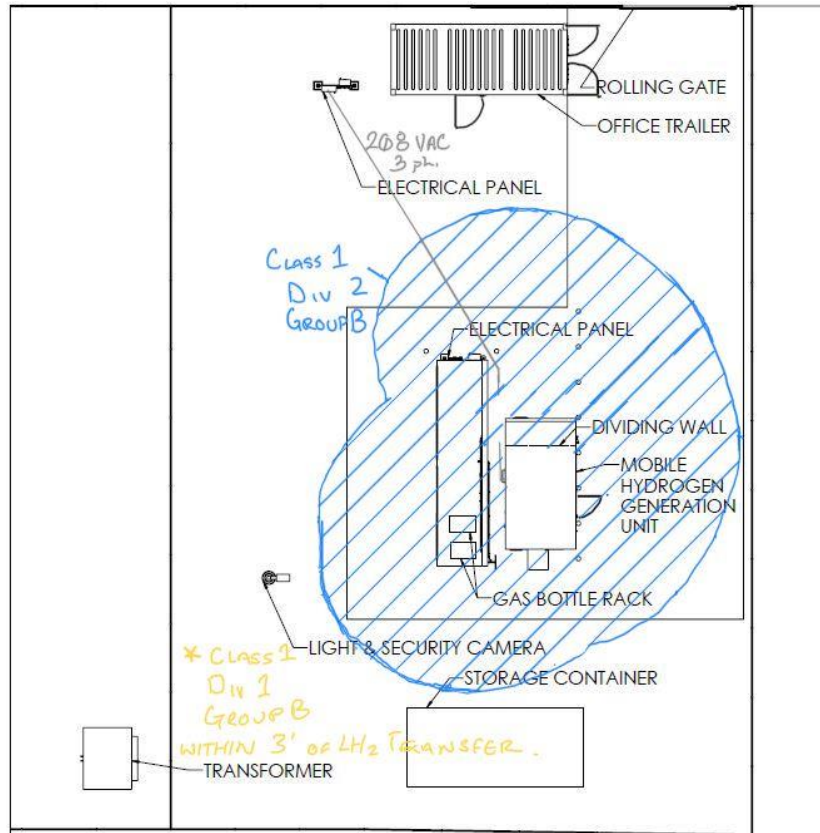 ROLLING GATE
OFFICE TRAILER
208 VAC
3 ph.
ELECTRICAL PANEL
CLASS 1
DIV 2
GROUP B
ELECTRICAL PANEL
DIVIDING WALL
MOBILE
HYDROGEN
GENERATION
UNIT
GAS BOTTLE RACK
LIGHT & SECURITY CAMERA
* CLASS 1
DIV 1
GROUP B
WITHIN 3' OF LH2 TRANSFER.
STORAGE CONTAINER
TRANSFORMER